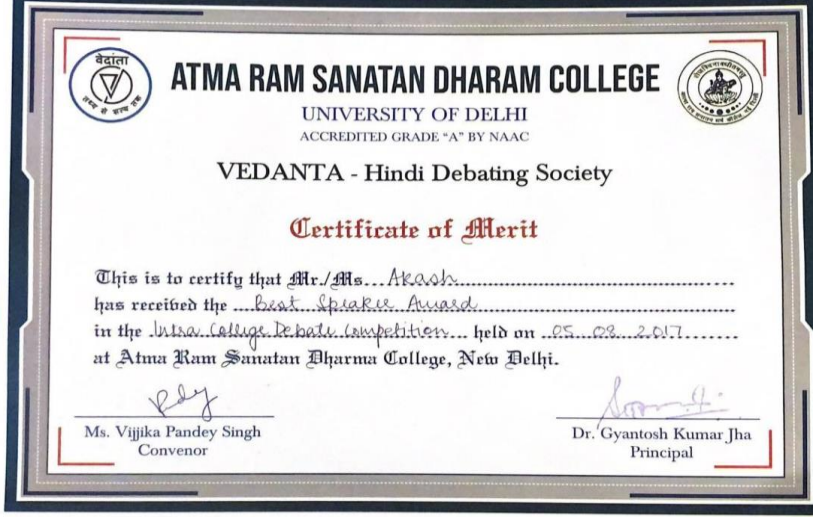 वेदांता
तथ्य से सत्य तक
ATMA RAM SANATAN DHARAM COLLEGE
UNIVERSITY OF DELHI
ACCREDITED GRADE "A" BY NAAC
VEDANTA - Hindi Debating Society
Certificate of Merit
This is to certify that Mr./Ms...Akash
has received the ...Best Speaker Award
in the Intra College Debate Competition... held on ..05..08..2017
at Atma Ram Sanatan Dharma College, New Delhi.
Ms. Vijjika Pandey Singh
Convenor
Dr. Gyantosh Kumar Jha
Principal